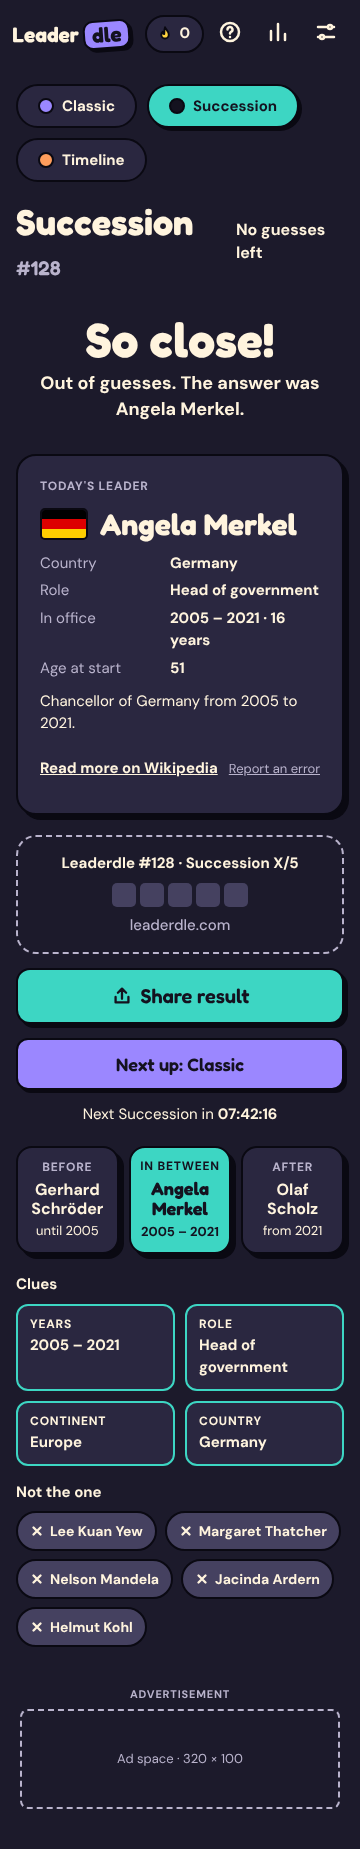 Leader dle 0
Classic
Succession
Timeline
Succession
#128
No guesses
left
So close!
Out of guesses. The answer was
Angela Merkel.
TODAY'S LEADER
Angela Merkel
Country Germany
Role Head of government
In office 2005 – 2021 · 16
years
Age at start 51
Chancellor of Germany from 2005 to
2021.
Read more on Wikipedia Report an error
Leaderdle #128 · Succession X/5
leaderdle.com
Share result
Next up: Classic
Next Succession in 07:42:16
BEFORE
Gerhard
Schröder
until 2005
IN BETWEEN
Angela
Merkel
2005 – 2021
AFTER
Olaf
Scholz
from 2021
Clues
YEARS
2005 – 2021
ROLE
Head of
government
CONTINENT
Europe
COUNTRY
Germany
Not the one
✕ Lee Kuan Yew
✕ Margaret Thatcher
✕ Nelson Mandela
✕ Jacinda Ardern
✕ Helmut Kohl
ADVERTISEMENT
Ad space · 320 × 100